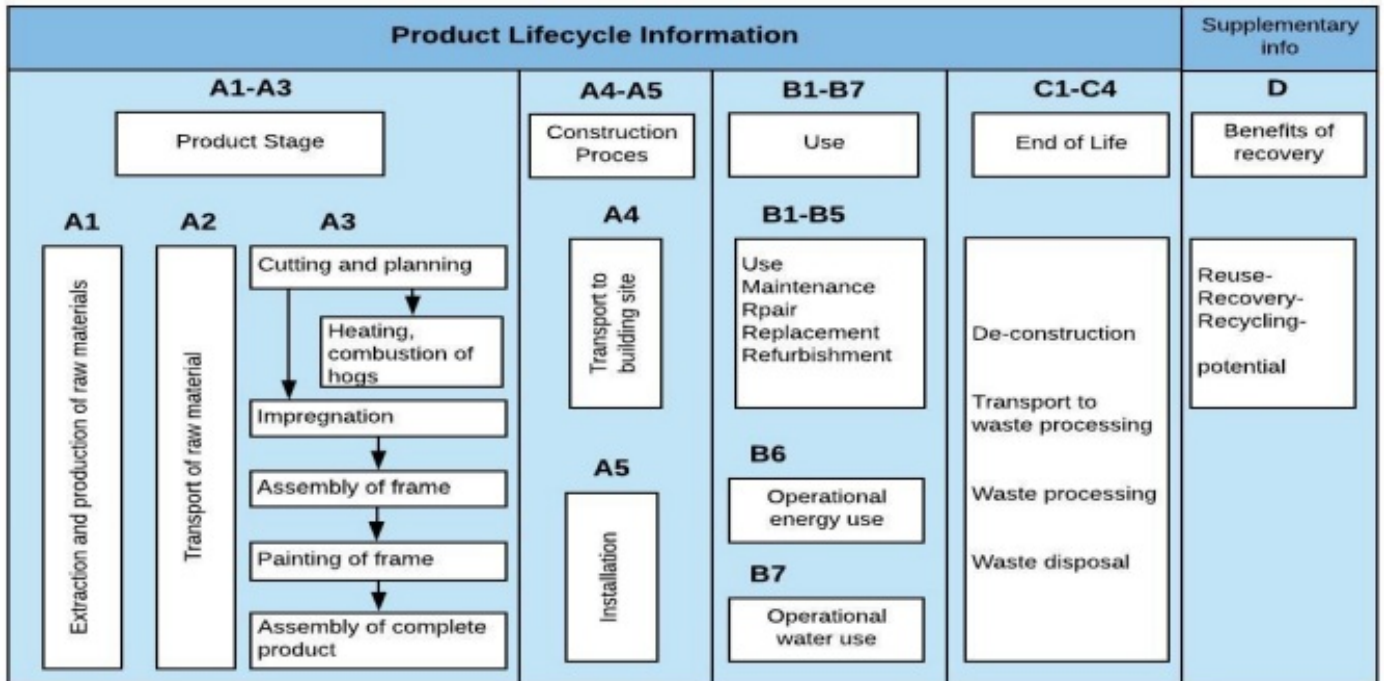 Product Lifecycle Information
Supplementary
info
A1-A3
Product Stage
A1
Extraction and production of raw materials
A2
Transport of raw material
A3
Cutting and planning
Heating,
combustion of
hogs
Impregnation
Assembly of frame
Painting of frame
Assembly of complete
product
A4-A5
Construction
Proces
A4
Transport to
building site
A5
Installation
B1-B7
Use
B1-B5
Use
Maintenance
Rpair
Replacement
Refurbishment
B6
Operational
energy use
B7
Operational
water use
C1-C4
End of Life
De-construction
Transport to
waste processing
Waste processing
Waste disposal
D
Benefits of
recovery
Reuse-
Recovery-
Recycling-
potential